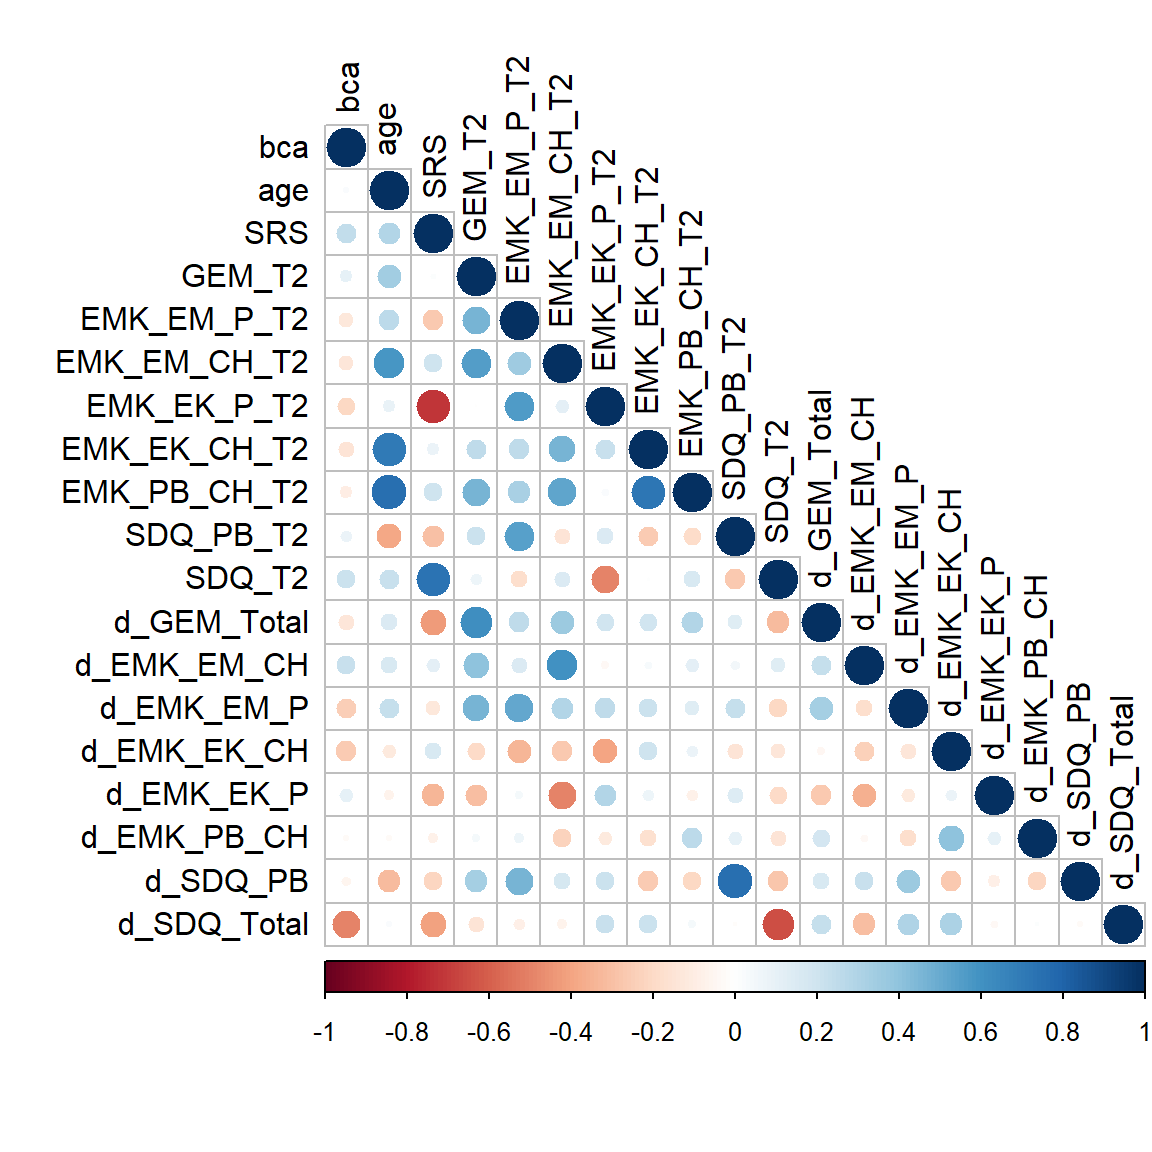 bca
age
SRS
GEM_T2
EMK_EM_P_T2
EMK_EM_CH_T2
EMK_EK_P_T2
EMK_EK_CH_T2
EMK_PB_CH_T2
SDQ_PB_T2
SDQ_T2
d_GEM_Total
d_EMK_EM_CH
d_EMK_EM_P
d_EMK_EK_CH
d_EMK_EK_P
d_EMK_PB_CH
d_SDQ_PB
d_SDQ_Total
bca
age
SRS
GEM_T2
EMK_EM_P_T2
EMK_EM_CH_T2
EMK_EK_P_T2
EMK_EK_CH_T2
EMK_PB_CH_T2
SDQ_PB_T2
SDQ_T2
d_GEM_Total
d_EMK_EM_CH
d_EMK_EM_P
d_EMK_EK_CH
d_EMK_EK_P
d_EMK_PB_CH
d_SDQ_PB
d_SDQ_Total
-1 -0.8 -0.6 -0.4 -0.2 0 0.2 0.4 0.6 0.8 1